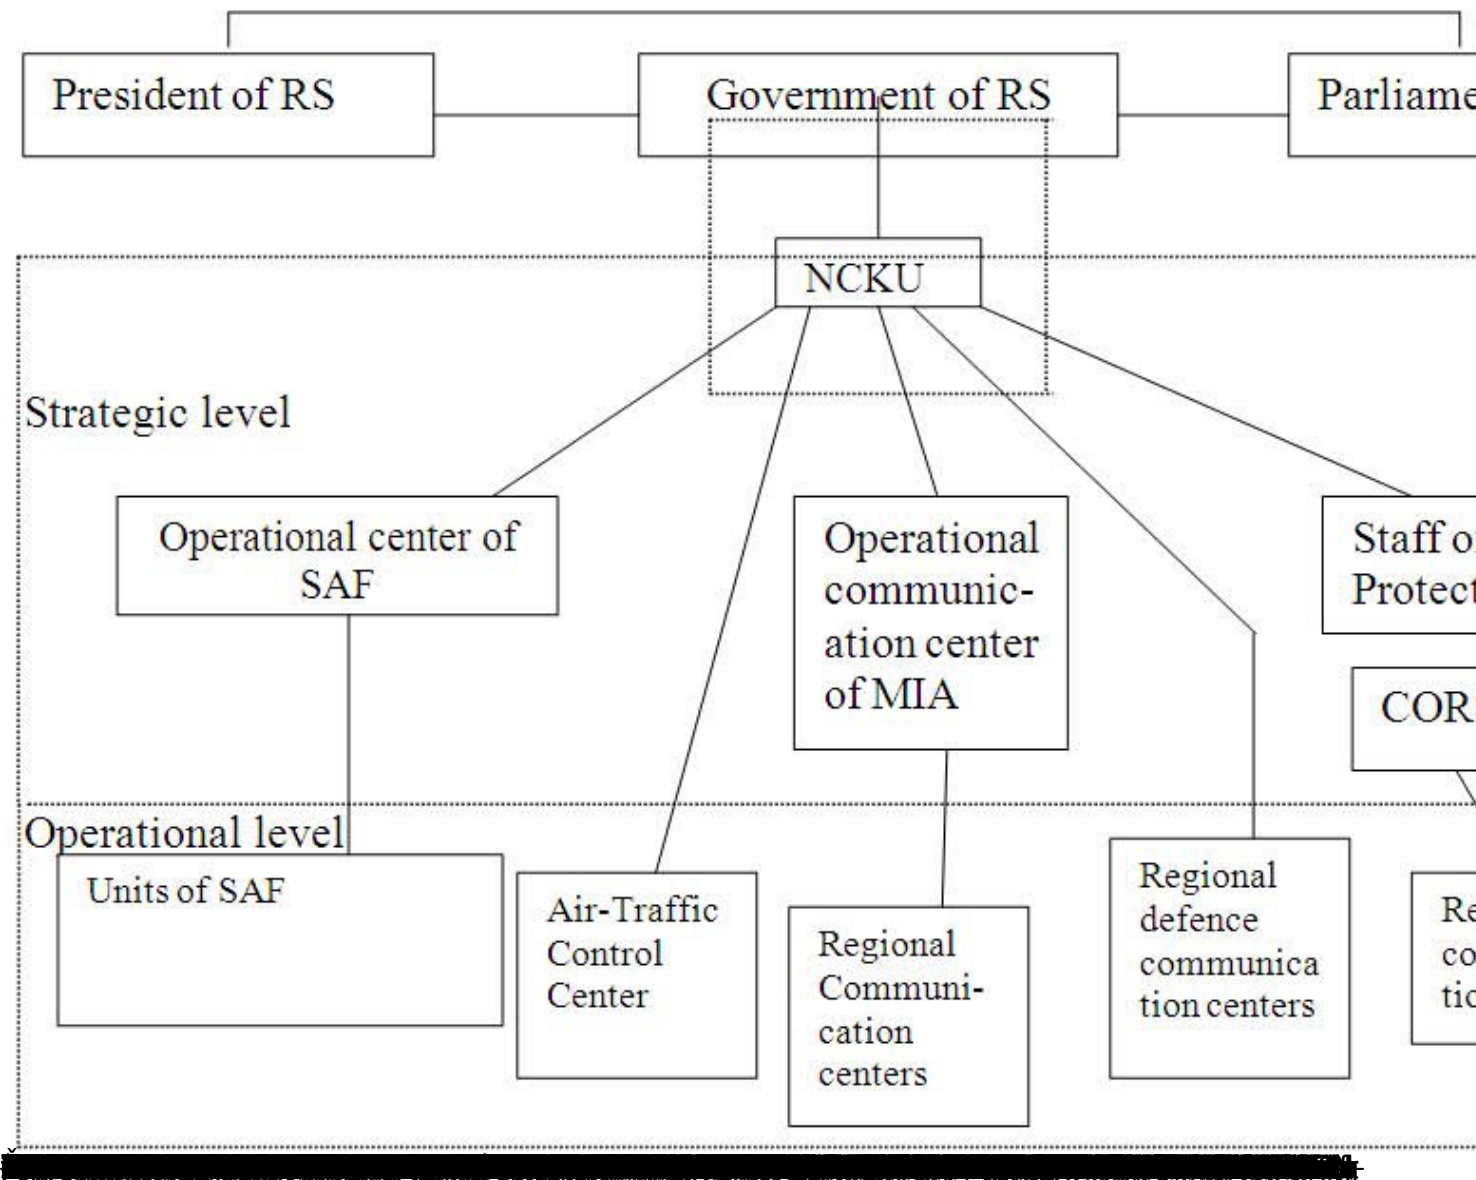 President of RS
Government of RS
Parliame
NCKU
Strategic level
Operational center of
SAF
Operational
communic-
ation center
of MIA
Staff o
Protect
COR
Operational level
Units of SAF
Air-Traffic
Control
Center
Regional
Communi-
cation
centers
Regional
defence
communica
tion centers
Re
co
tio